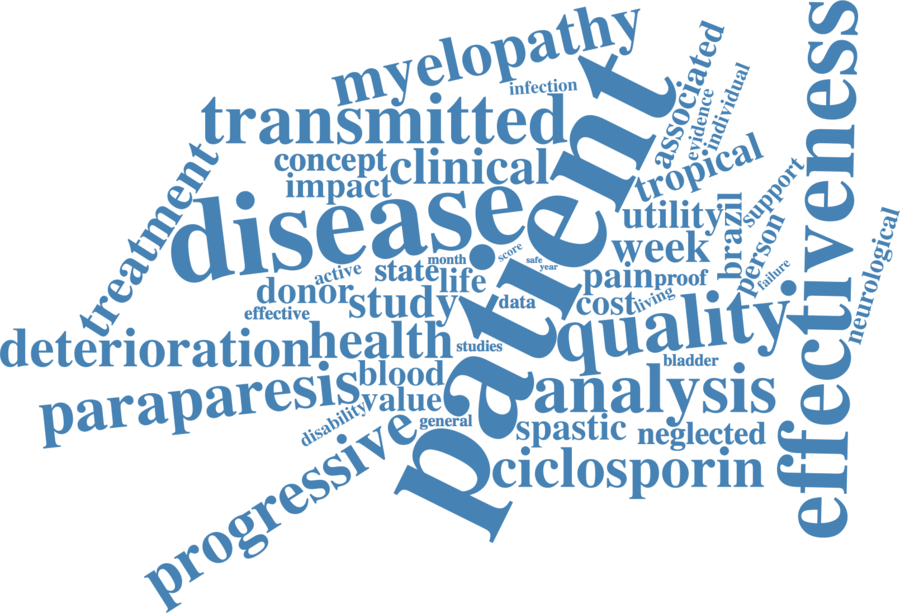 myelopathy
infection
transmitted
associated
evidence
individual
effectiveness
concept
clinical
impact
tropical
treatment
disease
patient
utility
brazil
support
week
person
neurological
month
score
safe
year
active
state
life
pain
proof
failure
donor
study
data
cost
living
effective
quality
deterioration
health
studies
bladder
blood
paraparesis
value
analysis
disability
general
spastic
neglected
progressive
ciclosporin